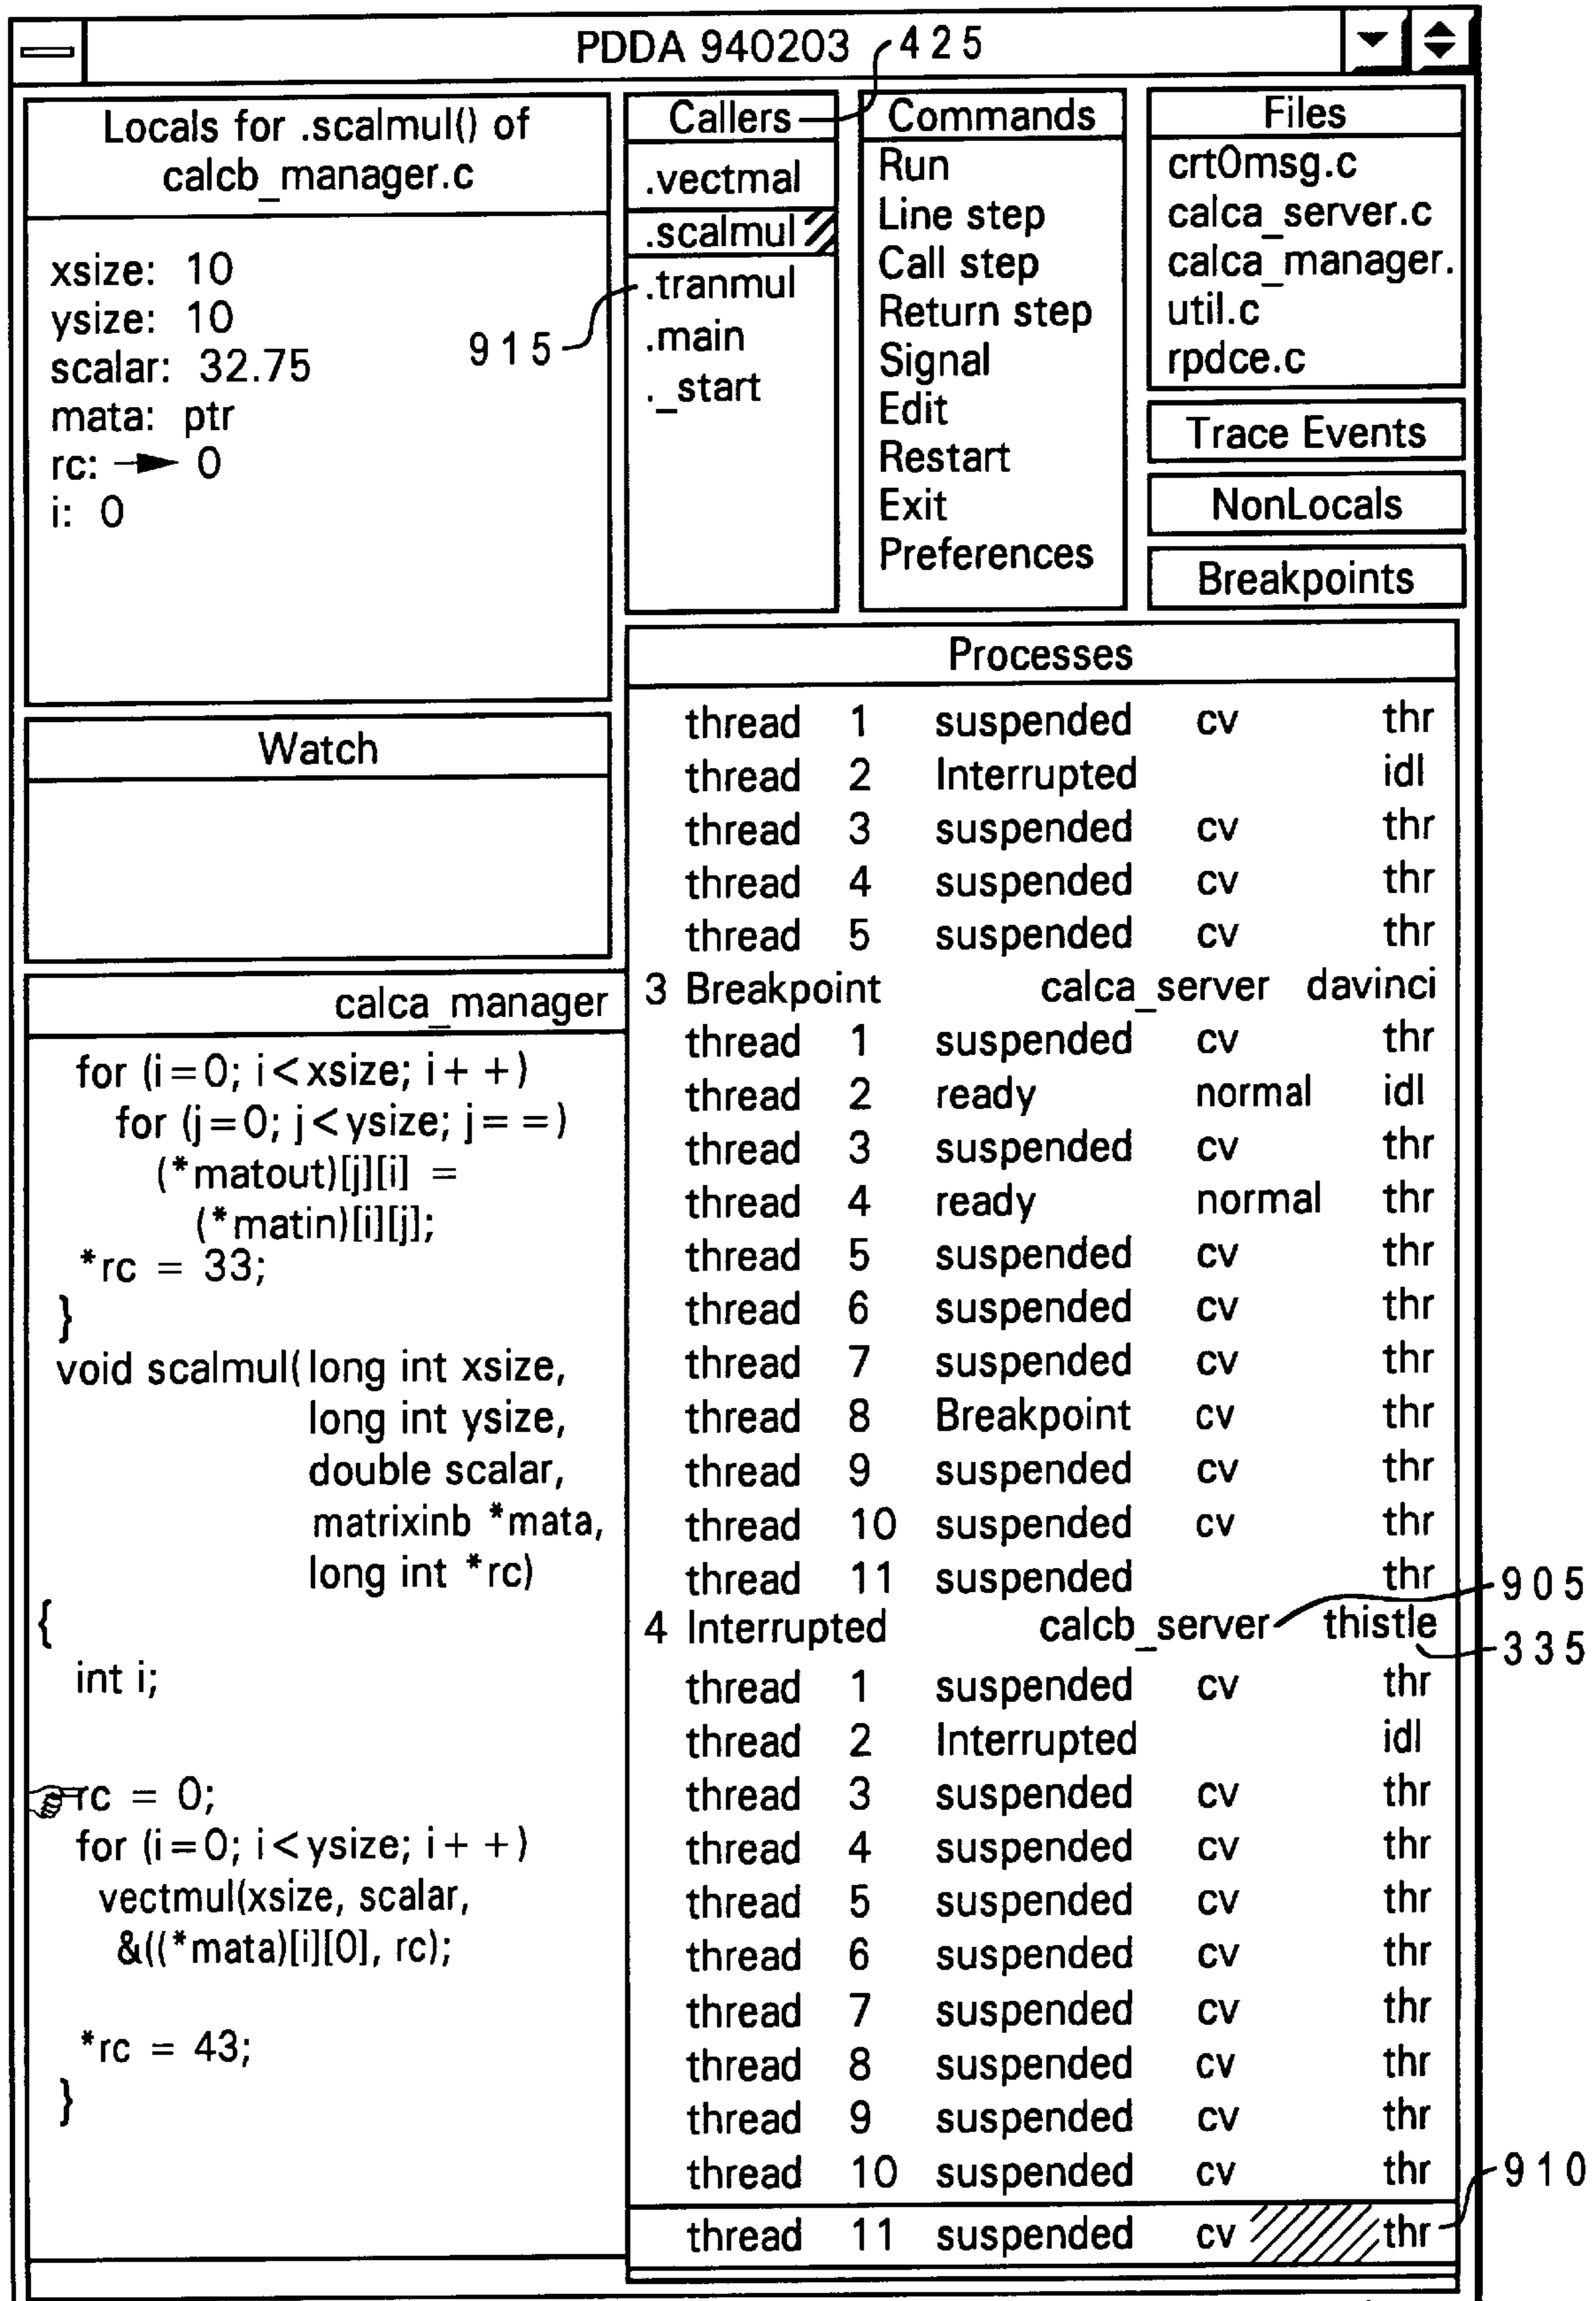 PDDA 940203
425
Locals for .scalmul() of
calcb_manager.c
xsize: 10
ysize: 10
scalar: 32.75
mata: ptr
rc: → 0
i: 0
915
Callers
.vectmal
.scalmul
.tranmul
.main
._start
Commands
Run
Line step
Call step
Return step
Signal
Edit
Restart
Exit
Preferences
Files
crt0msg.c
calca_server.c
calca_manager.
util.c
rpdce.c
Trace Events
NonLocals
Breakpoints
Watch
calca_manager
for (i=0; i<xsize; i++)
for (j=0; j<ysize; j==)
(*matout)[j][i] =
(*matin)[i][j];
*rc = 33;
}
void scalmul(long int xsize,
long int ysize,
double scalar,
matrixinb *mata,
long int *rc)
{
int i;
rc = 0;
for (i=0; i<ysize; i++)
vectmul(xsize, scalar,
&((*mata)[i][0], rc);
*rc = 43;
}
Processes
thread 1 suspended cv thr
thread 2 Interrupted idl
thread 3 suspended cv thr
thread 4 suspended cv thr
thread 5 suspended cv thr
3 Breakpoint calca_server davinci
thread 1 suspended cv thr
thread 2 ready normal idl
thread 3 suspended cv thr
thread 4 ready normal thr
thread 5 suspended cv thr
thread 6 suspended cv thr
thread 7 suspended cv thr
thread 8 Breakpoint cv thr
thread 9 suspended cv thr
thread 10 suspended cv thr
thread 11 suspended thr
4 Interrupted calcb_server thistle
thread 1 suspended cv thr
thread 2 Interrupted idl
thread 3 suspended cv thr
thread 4 suspended cv thr
thread 5 suspended cv thr
thread 6 suspended cv thr
thread 7 suspended cv thr
thread 8 suspended cv thr
thread 9 suspended cv thr
thread 10 suspended cv thr
thread 11 suspended cv thr
905
335
910